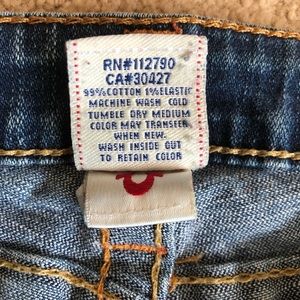 RN#112790
CA#30427
99%COTTON 1%ELASTIC
MACHINE WASH COLD
TUMBLE DRY MEDIUM
COLOR MAY TRANSFER
WHEN NEW.
WASH INSIDE OUT
TO RETAIN COLOR